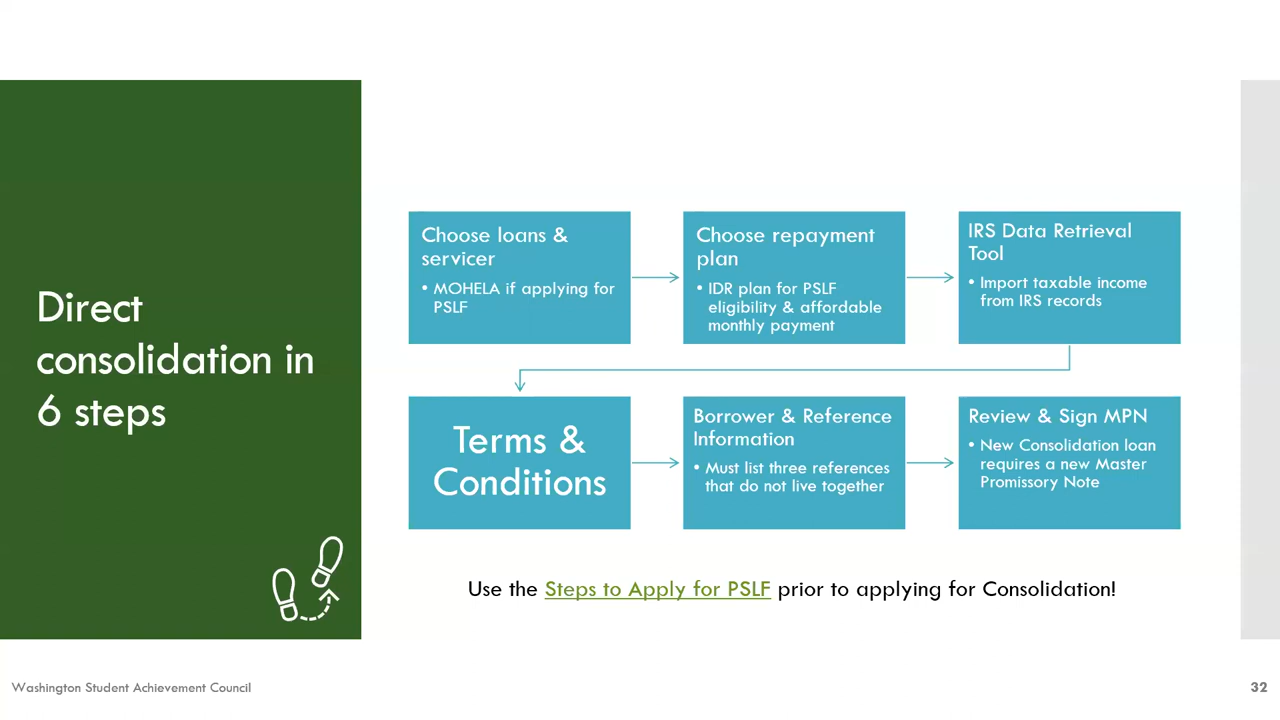 Direct
consolidation in
6 steps
Choose loans &
servicer
• MOHELA if applying for
PSLF
Choose repayment
plan
• IDR plan for PSLF
eligibility & affordable
monthly payment
IRS Data Retrieval
Tool
• Import taxable income
from IRS records
Terms &
Conditions
Borrower & Reference
Information
• Must list three references
that do not live together
Review & Sign MPN
• New Consolidation loan
requires a new Master
Promissory Note
Use the Steps to Apply for PSLF prior to applying for Consolidation!
Washington Student Achievement Council
32